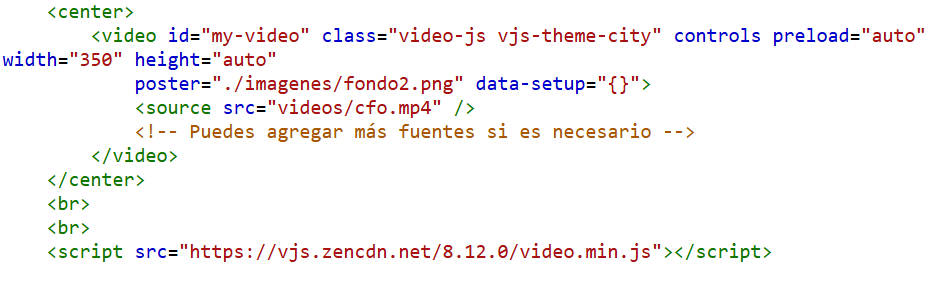 <center>
<video id="my-video" class="video-js vjs-theme-city" controls preload="auto"
width="350" height="auto"
poster="./imagenes/fondo2.png" data-setup="{}">
<source src="videos/cfo.mp4" />
<!-- Puedes agregar más fuentes si es necesario -->
</video>
</center>
<br>
<br>
<script src="https://vjs.zencdn.net/8.12.0/video.min.js"></script>